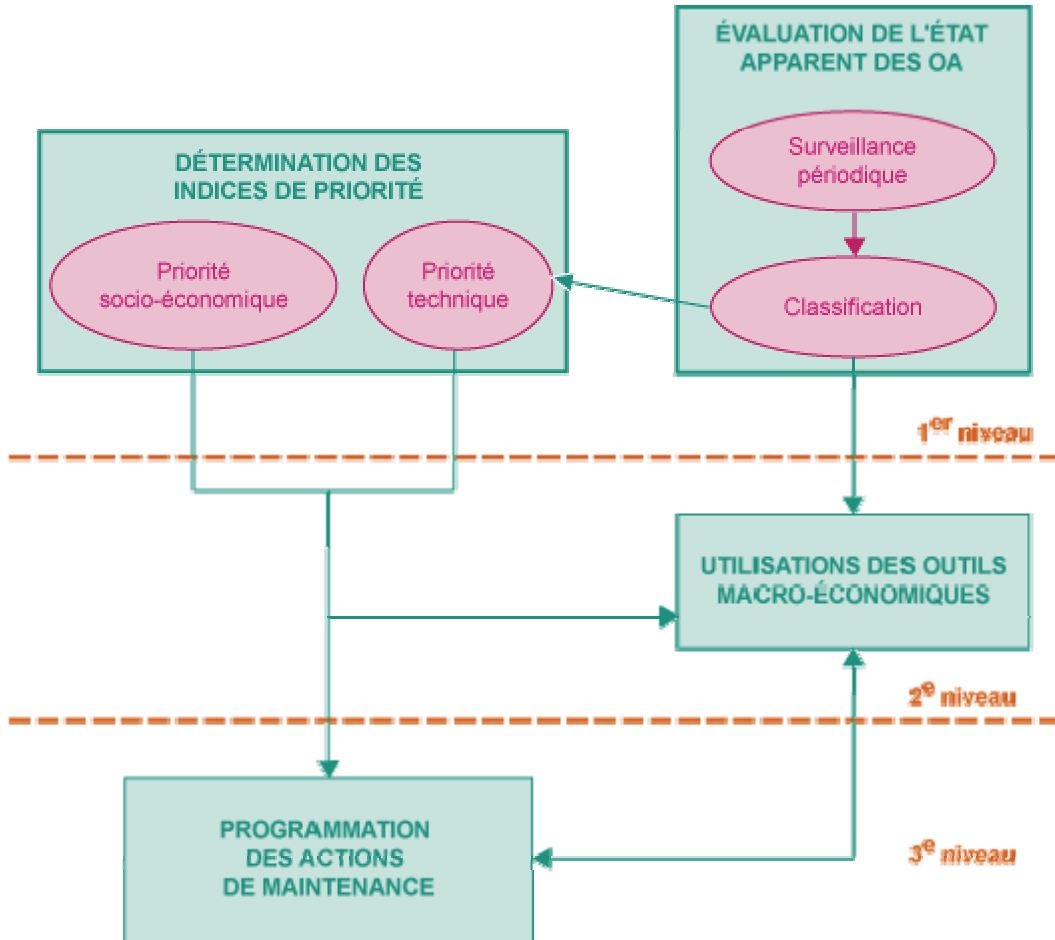 ÉVALUATION DE L'ÉTAT
APPARENT DES OA
Surveillance
périodique
Classification
DÉTERMINATION DES
INDICES DE PRIORITÉ
Priorité
socio-économique
Priorité
technique
1er niveau
UTILISATIONS DES OUTILS
MACRO-ÉCONOMIQUES
2e niveau
PROGRAMMATION
DES ACTIONS
DE MAINTENANCE
3e niveau